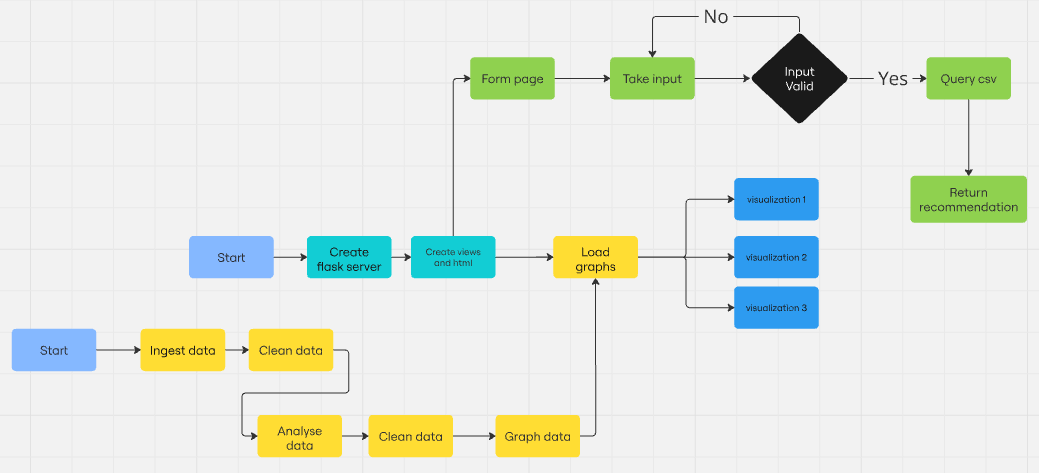 No
Form page
Take input
Input
Valid
Yes
Query csv
Return
recommendation
visualization 1
Start
Create
flask server
Create views
and html
Load
graphs
visualization 2
visualization 3
Start
Ingest data
Clean data
Analyse
data
Clean data
Graph data